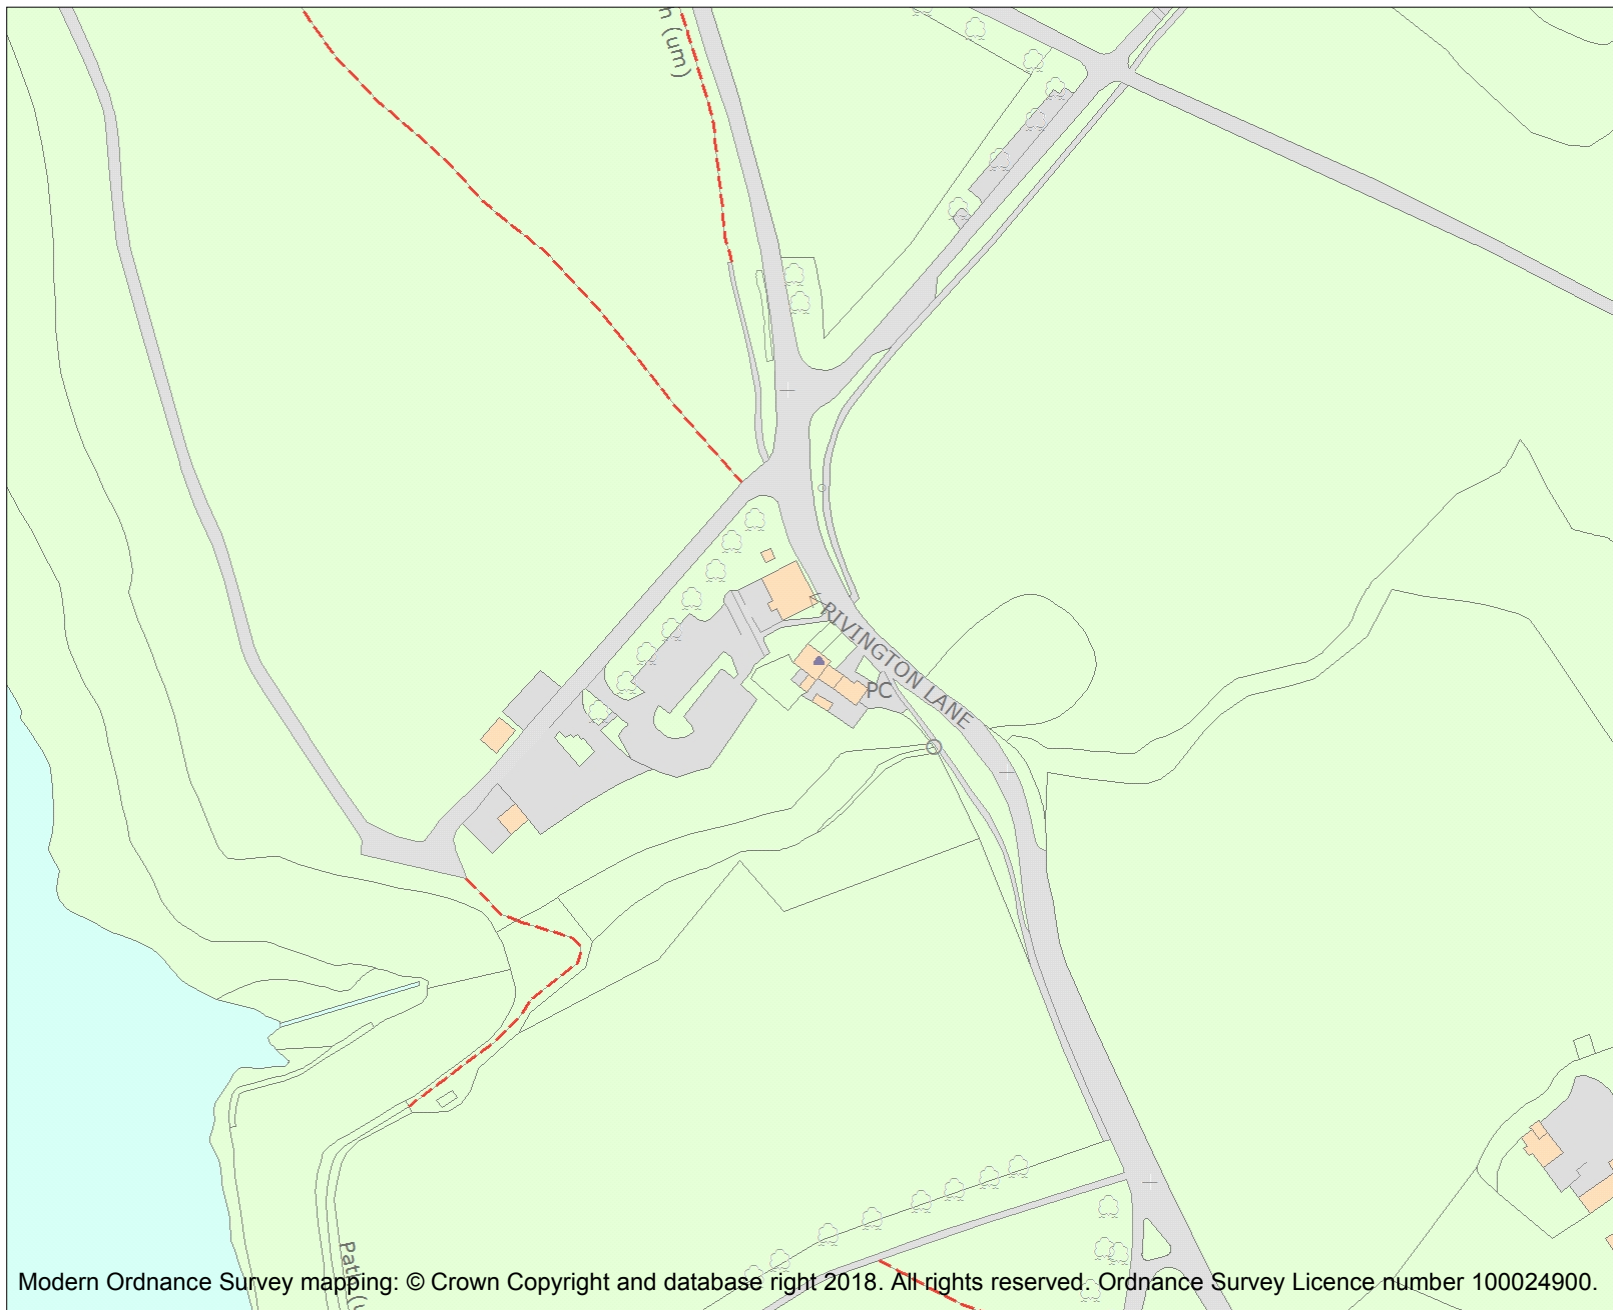 h (um)
RIVINGTON LANE
PC
Path (u
Modern Ordnance Survey mapping: © Crown Copyright and database right 2018. All rights reserved. Ordnance Survey Licence number 100024900.